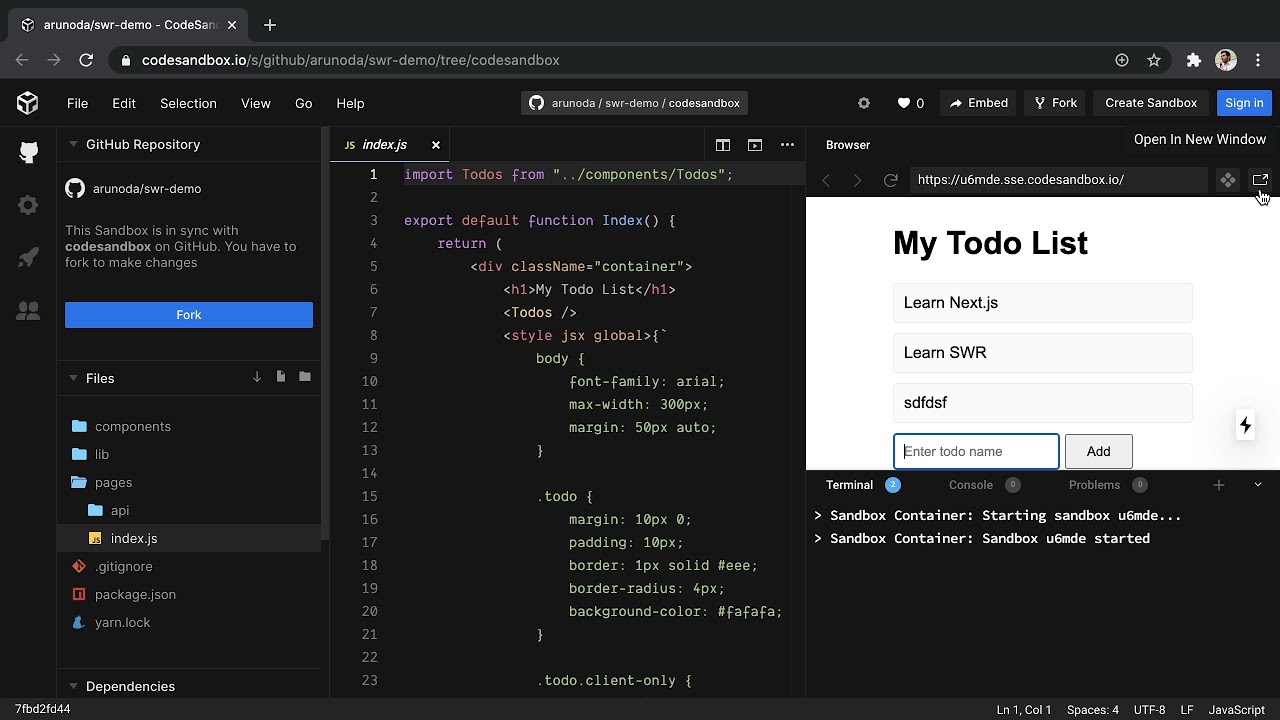 arunoda/swr-demo - CodeSan
codesandbox.io/s/github/arunoda/swr-demo/tree/codesandbox
File Edit Selection View Go Help
arunoda / swr-demo / codesandbox
0
Embed
Fork
Create Sandbox
Sign in
GitHub Repository
arunoda/swr-demo
This Sandbox is in sync with
codesandbox on GitHub. You have to
fork to make changes
Fork
Files
components
lib
pages
api
index.js
.gitignore
package.json
yarn.lock
Dependencies
JS index.js
1 import Todos from "../components/Todos";
2
3 export default function Index() {
4 return (
5 <div className="container">
6 <h1>My Todo List</h1>
7 <Todos />
8 <style jsx global>{`
9 body {
10 font-family: arial;
11 max-width: 300px;
12 margin: 50px auto;
13 }
14
15 .todo {
16 margin: 10px 0;
17 padding: 10px;
18 border: 1px solid #eee;
19 border-radius: 4px;
20 background-color: #fafafa;
21 }
22
23 .todo.client-only {
Browser
Open In New Window
https://u6mde.sse.codesandbox.io/
My Todo List
Learn Next.js
Learn SWR
sdfdsf
Enter todo name
Add
Terminal 2 Console 0 Problems 0
> Sandbox Container: Starting sandbox u6mde...
> Sandbox Container: Sandbox u6mde started
7fbd2fd44
Ln 1, Col 1 Spaces: 4 UTF-8 LF JavaScript